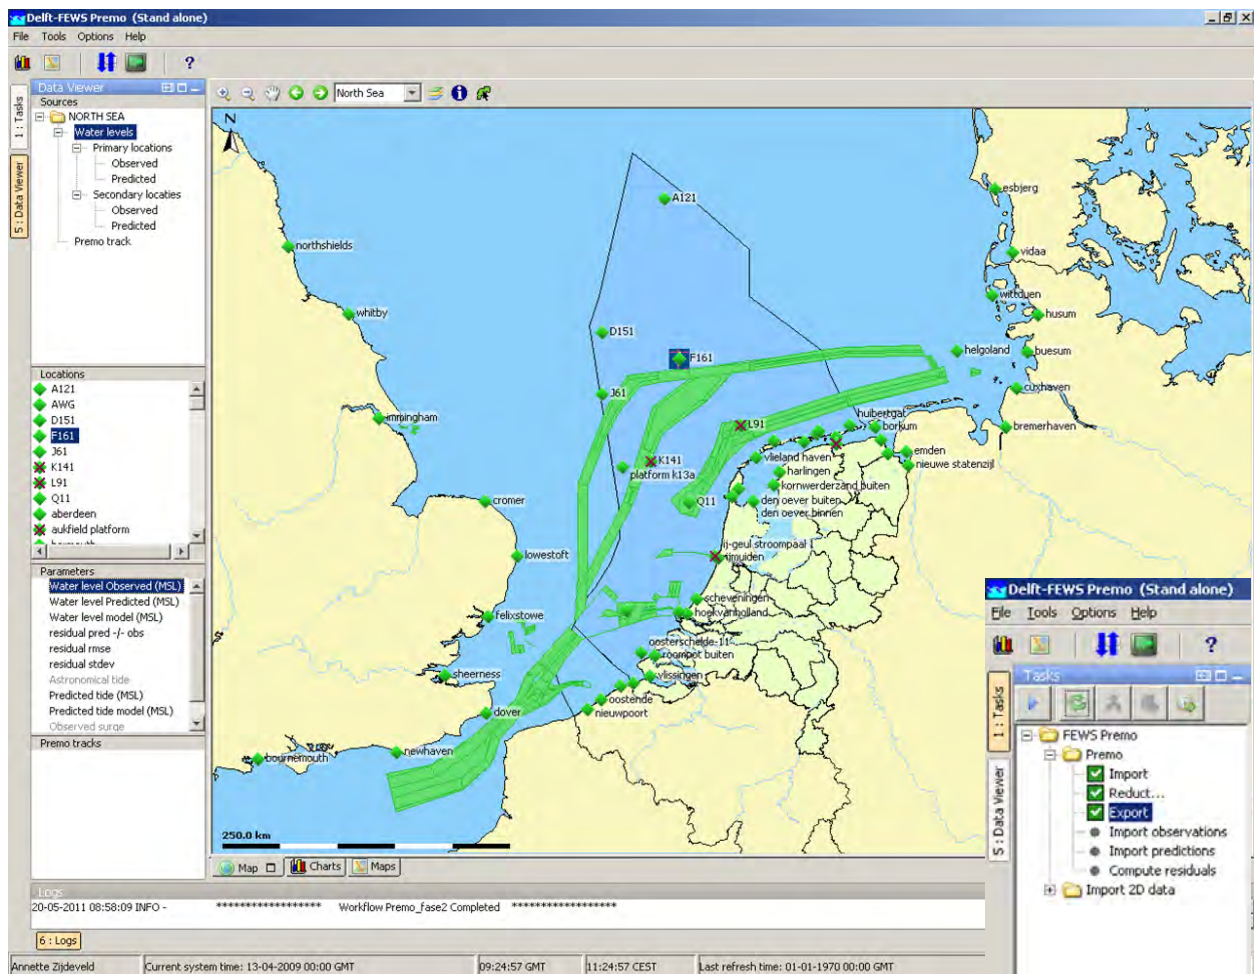 Delft-FEWS Premo (Stand alone)
File Tools Options Help
?
1 : Tasks
5 : Data Viewer
Data Viewer
Sources
NORTH SEA
Water levels
Primary locations
Observed
Predicted
Secondary locaties
Observed
Predicted
Premo track
Locations
A121
AWG
D151
F161
J61
K141
L91
Q11
aberdeen
aukfield platform
Parameters
Water level Observed (MSL)
Water level Predicted (MSL)
Water level model (MSL)
residual pred -/- obs
residual rmse
residual stdev
Astronomical tide
Predicted tide (MSL)
Predicted tide model (MSL)
Observed surge
Premo tracks
North Sea
N
A121
esbjerg
northshields
vidaa
wittduen
whitby
husum
D151
F161
helgoland
buesum
J61
cuxhaven
immingham
L91
huibertgat
borkum
bremerhaven
K141
platform k13a
vlieland haven
emden
nieuwe statenzijl
harlingen
kornwerderzand buiten
cromer
Q11
den oever buiten
den oever binnen
lowestoft
ij-geul stroompaal 1
ijmuiden
scheveningen
felixstowe
hoekvanholland
oosterschelde-11
roompot buiten
sheerness
vlissingen
oostende
dover
nieuwpoort
newhaven
bournemouth
250.0 km
Map Charts Maps
Logs
20-05-2011 08:58:09 INFO - ****************** Workflow Premo_fase2 Completed ******************
6 : Logs
Annette Zijdeveld Current system time: 13-04-2009 00:00 GMT 09:24:57 GMT 11:24:57 CEST Last refresh time: 01-01-1970 00:00 GMT
Delft-FEWS Premo (Stand alone)
File Tools Options Help
?
1 : Tasks
5 : Data Viewer
Tasks
FEWS Premo
Premo
Import
Reduct...
Export
Import observations
Import predictions
Compute residuals
Import 2D data